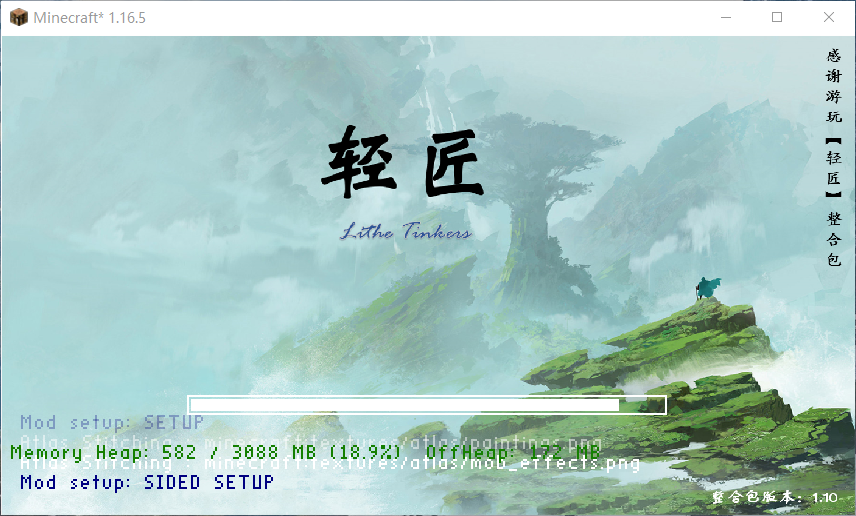 Minecraft* 1.16.5
感谢游玩【轻匠】整合包
轻匠
Lithe Tinkers
Mod setup: SETUP
Atlas Stitching : minecraft:textures/atlas/paintings.png
Memory Heap: 582 / 3088 MB (18.9%) OffHeap: 172 MB
Atlas Stitching : minecraft:textures/atlas/mob_effects.png
Mod setup: SIDED SETUP
整合包版本：1.10